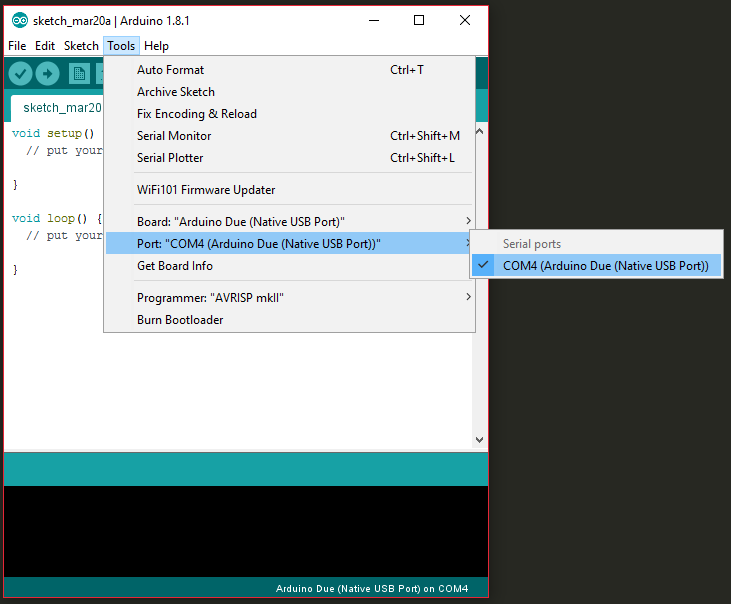 sketch_mar20a | Arduino 1.8.1
File Edit Sketch Tools Help
sketch_mar20
void setup()
// put your
}
void loop() {
// put your
}
Auto Format Ctrl+T
Archive Sketch
Fix Encoding & Reload
Serial Monitor Ctrl+Shift+M
Serial Plotter Ctrl+Shift+L
WiFi101 Firmware Updater
Board: "Arduino Due (Native USB Port)"
Port: "COM4 (Arduino Due (Native USB Port))"
Get Board Info
Programmer: "AVRISP mkII"
Burn Bootloader
Serial ports
COM4 (Arduino Due (Native USB Port))
Arduino Due (Native USB Port) on COM4